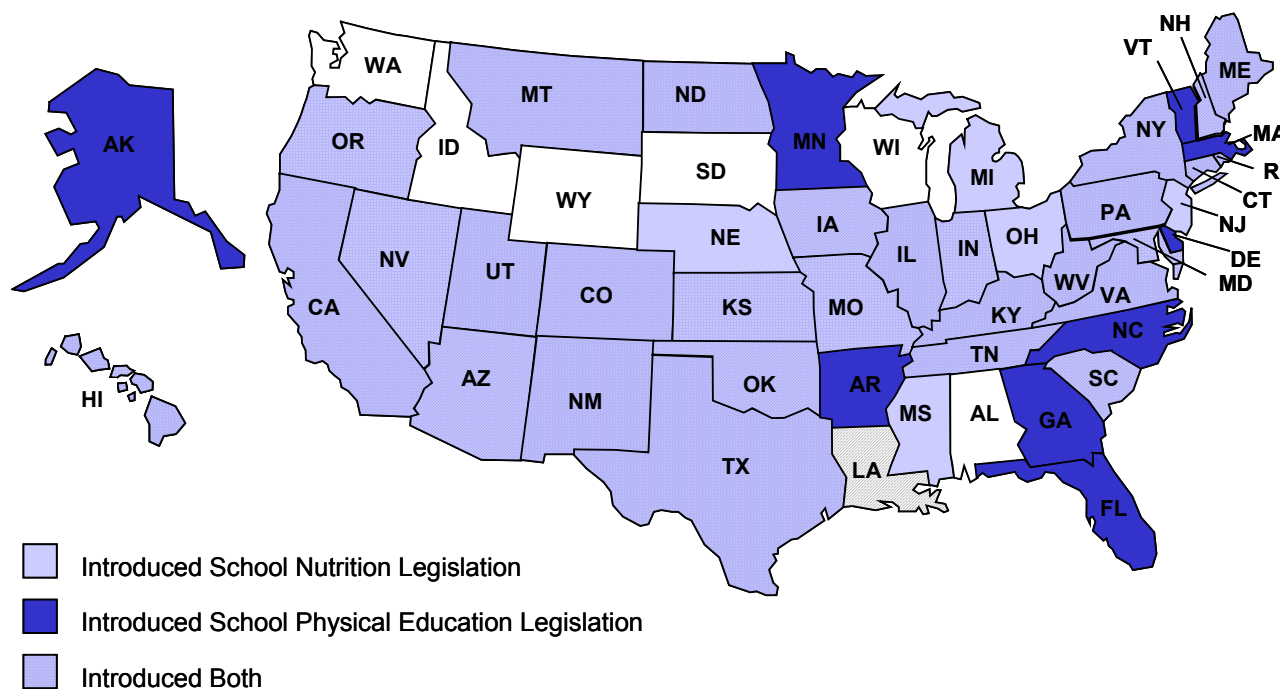 NH
VT
ME
WA
MT
ND
MN
OR
ID
WI
NY
MA
AK
SD
MI
R
WY
CT
PA
NJ
IA
NE
OH
NV
UT
IL
IN
DE
CO
WV
MD
CA
KS
MO
VA
KY
NC
TN
AZ
OK
AR
SC
HI
NM
MS
AL
GA
TX
LA
FL
Introduced School Nutrition Legislation
Introduced School Physical Education Legislation
Introduced Both